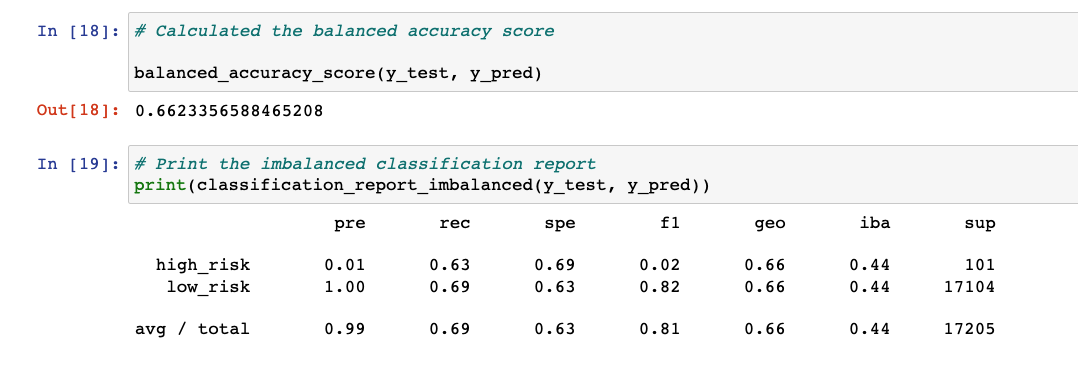 In [18]: # Calculated the balanced accuracy score
balanced_accuracy_score(y_test, y_pred)
Out[18]: 0.6623356588465208
In [19]: # Print the imbalanced classification report
print(classification_report_imbalanced(y_test, y_pred))
pre rec spe f1 geo iba sup
high_risk 0.01 0.63 0.69 0.02 0.66 0.44 101
low_risk 1.00 0.69 0.63 0.82 0.66 0.44 17104
avg / total 0.99 0.69 0.63 0.81 0.66 0.44 17205